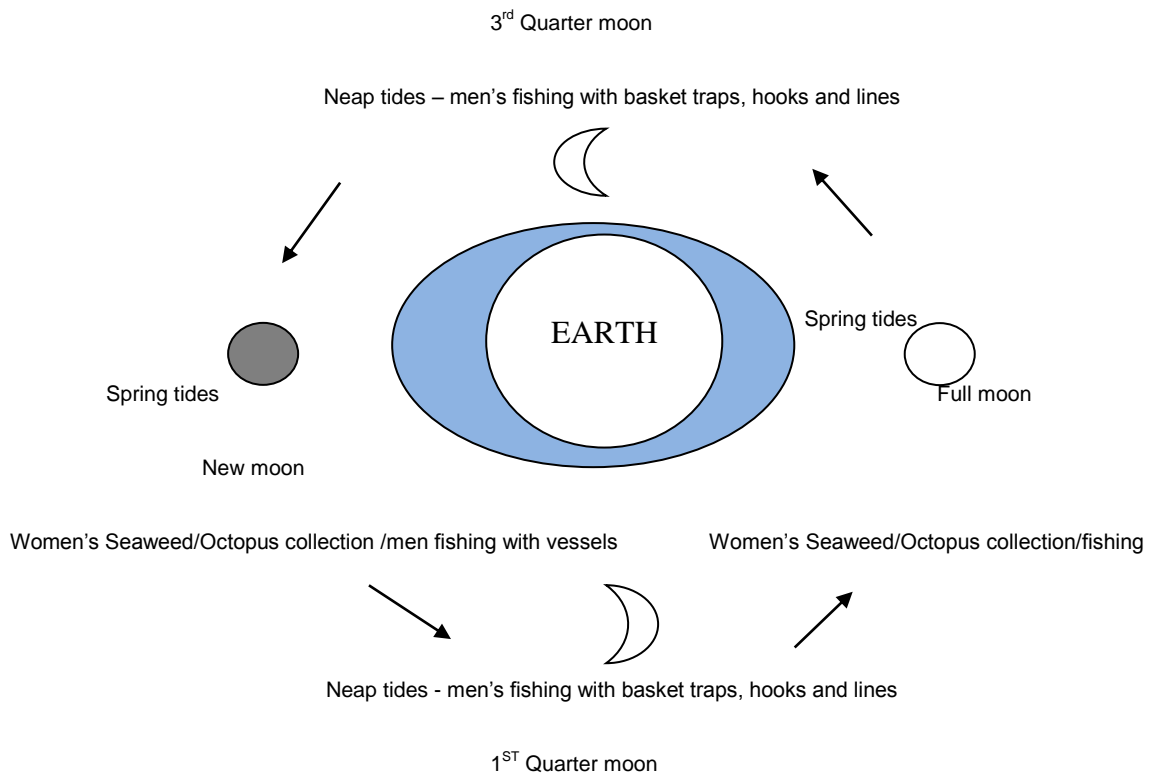 3rd Quarter moon
Neap tides – men's fishing with basket traps, hooks and lines
EARTH
Spring tides
Full moon
Spring tides
New moon
Women's Seaweed/Octopus collection /men fishing with vessels
Women's Seaweed/Octopus collection/fishing
Neap tides - men's fishing with basket traps, hooks and lines
1ST Quarter moon